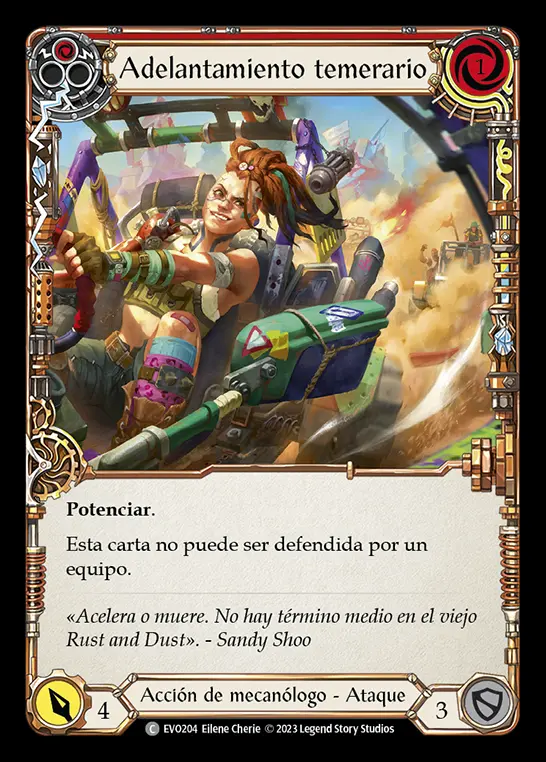 Adelantamiento temerario
1
Potenciar.
Esta carta no puede ser defendida por un
equipo.
«Acelera o muere. No hay término medio en el viejo
Rust and Dust». - Sandy Shoo
4
Acción de mecanólogo - Ataque
3
C EVO204 Eilene Cherie © 2023 Legend Story Studios